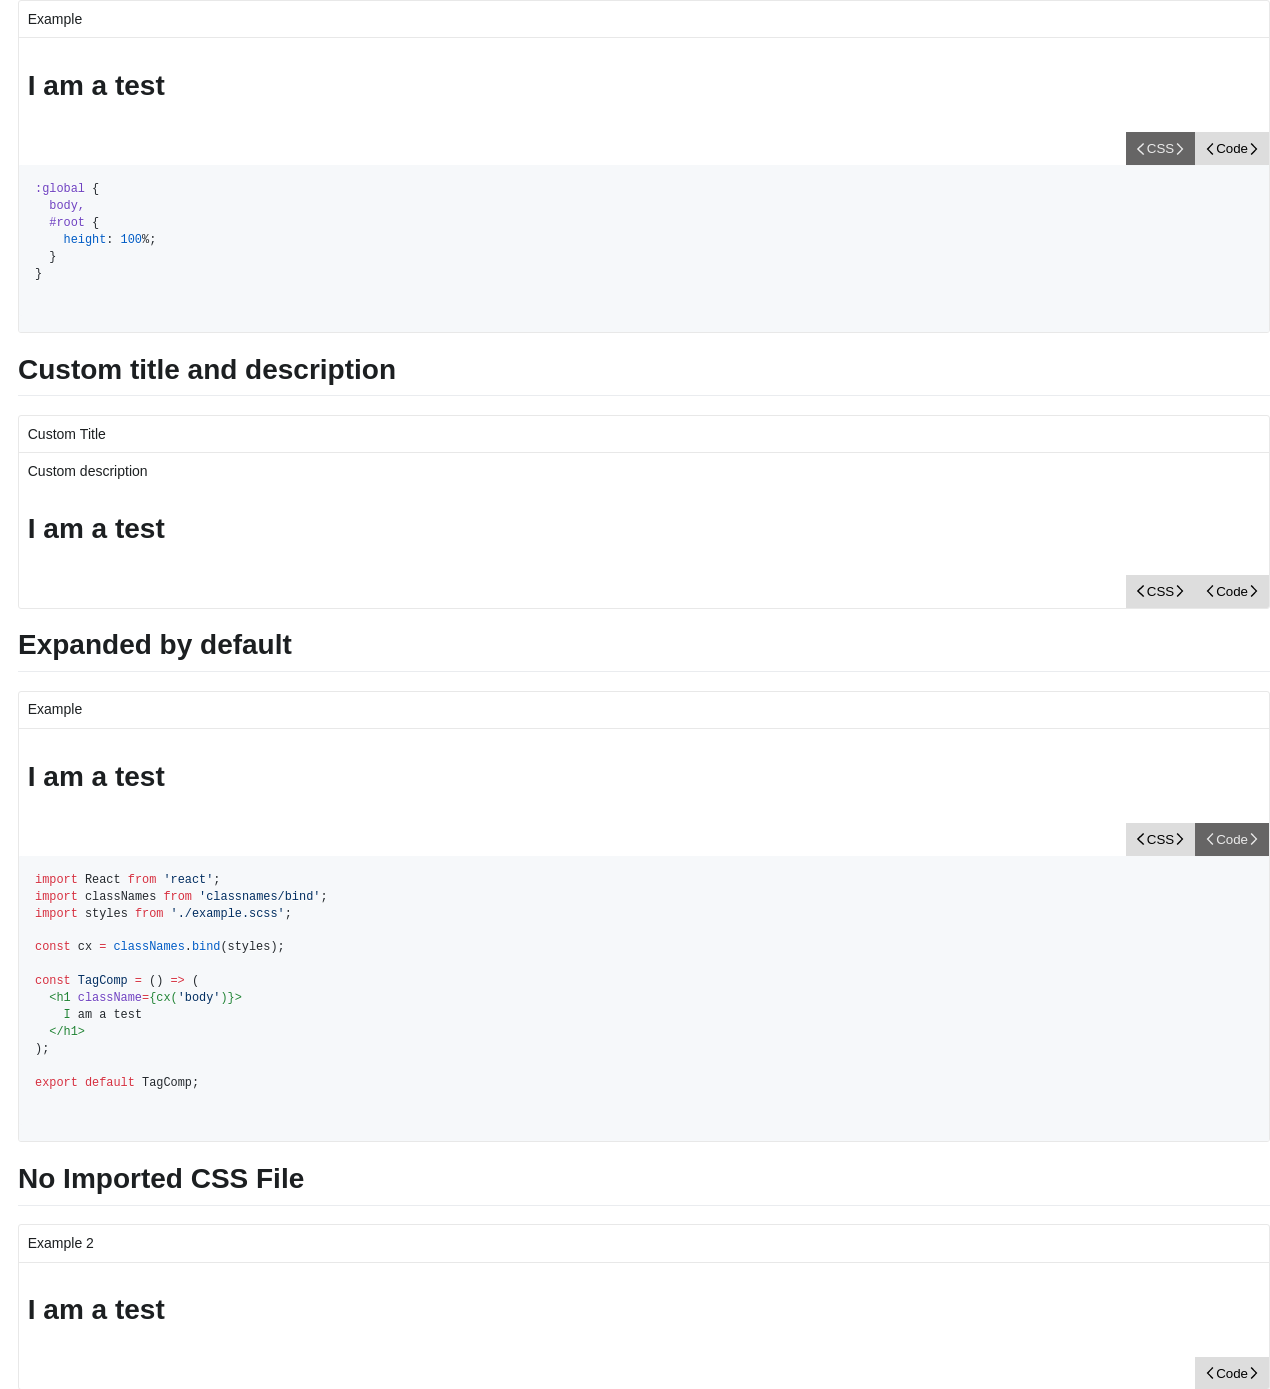 Example
I am a test
CSS Code
:global {
  body,
  #root {
    height: 100%;
  }
}
Custom title and description
Custom Title
Custom description
I am a test
CSS Code
Expanded by default
Example
I am a test
CSS Code
import React from 'react';
import classNames from 'classnames/bind';
import styles from './example.scss';
const cx = classNames.bind(styles);
const TagComp = () => (
  <h1 className={cx('body')}>
    I am a test
  </h1>
);
export default TagComp;
No Imported CSS File
Example 2
I am a test
Code